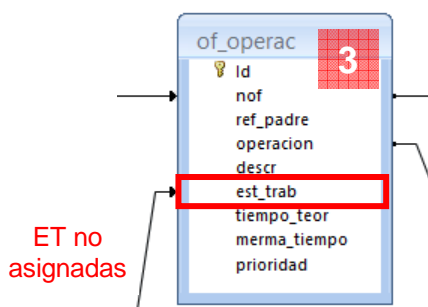 of_operac
3
Id
nof
ref_padre
operacion
descr
est_trab
tiempo_teor
merma_tiempo
prioridad
ET no
asignadas